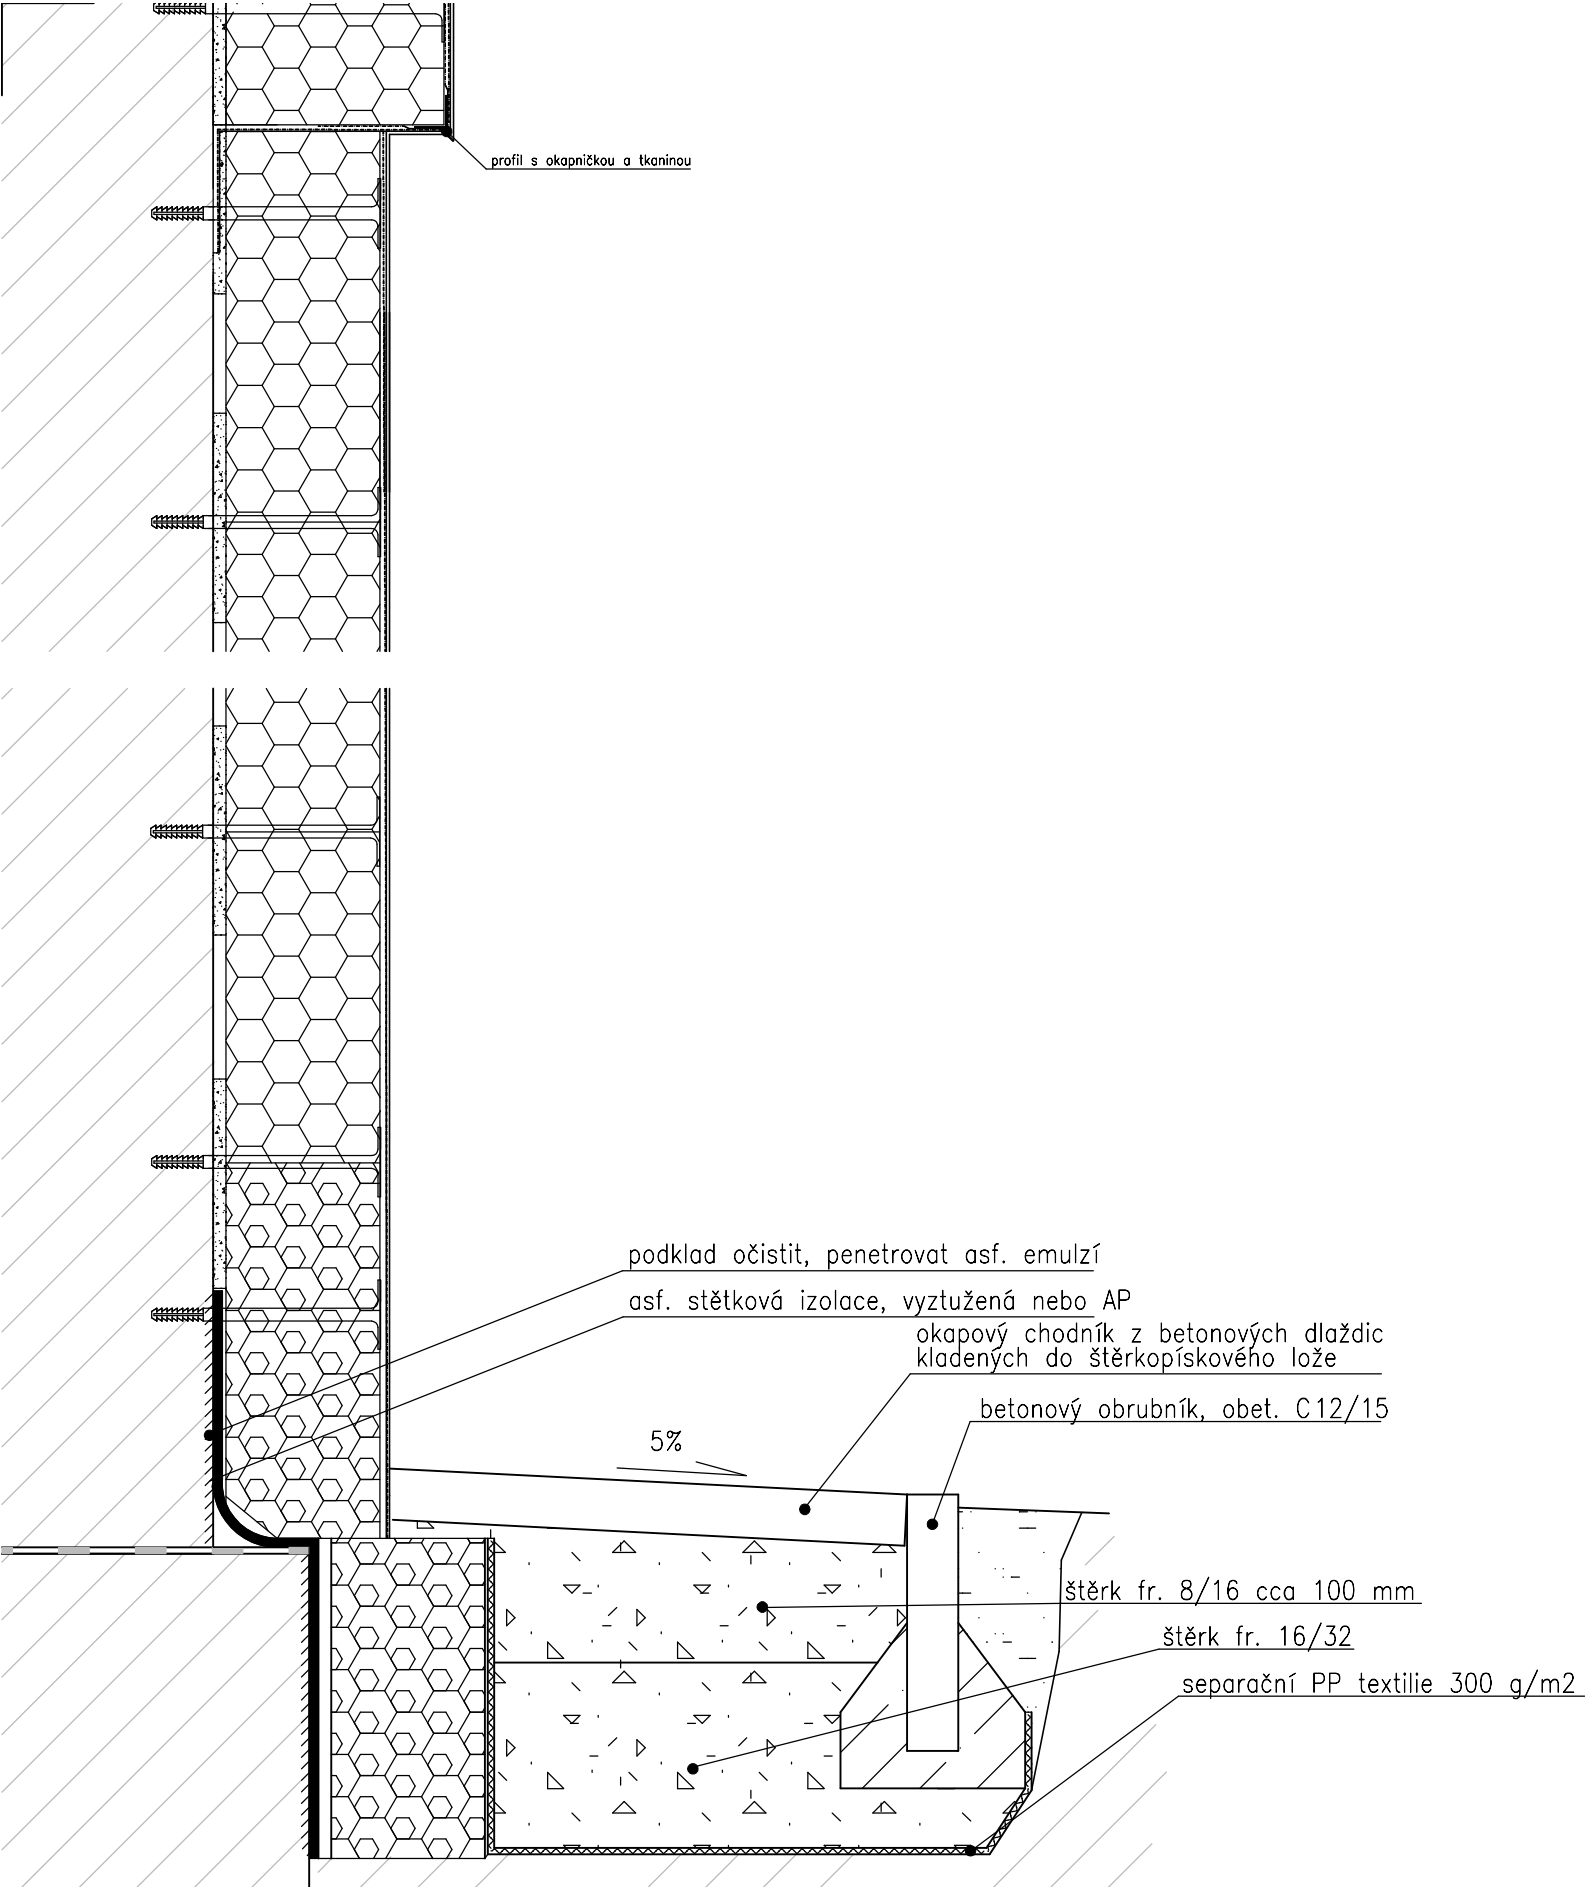 profil s okapničkou a tkaninou
podklad očistit, penetrovat asf. emulzí
asf. stětková izolace, vyztužená nebo AP
okapový chodník z betonových dlaždic
kladených do štěrkopískového lože
betonový obrubník, obet. C12/15
5%
štěrk fr. 8/16 cca 100 mm
štěrk fr. 16/32
separační PP textilie 300 g/m2